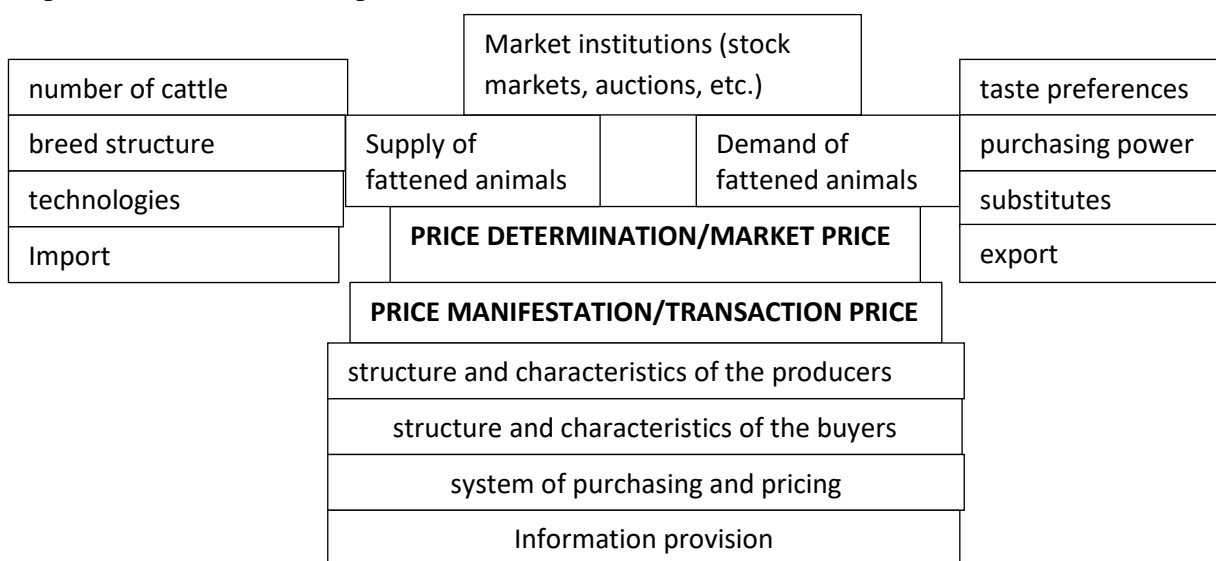 Market institutions (stock
markets, auctions, etc.)
number of cattle
breed structure
technologies
Import
Supply of
fattened animals
Demand of
fattened animals
taste preferences
purchasing power
substitutes
export
PRICE DETERMINATION/MARKET PRICE
PRICE MANIFESTATION/TRANSACTION PRICE
structure and characteristics of the producers
structure and characteristics of the buyers
system of purchasing and pricing
Information provision